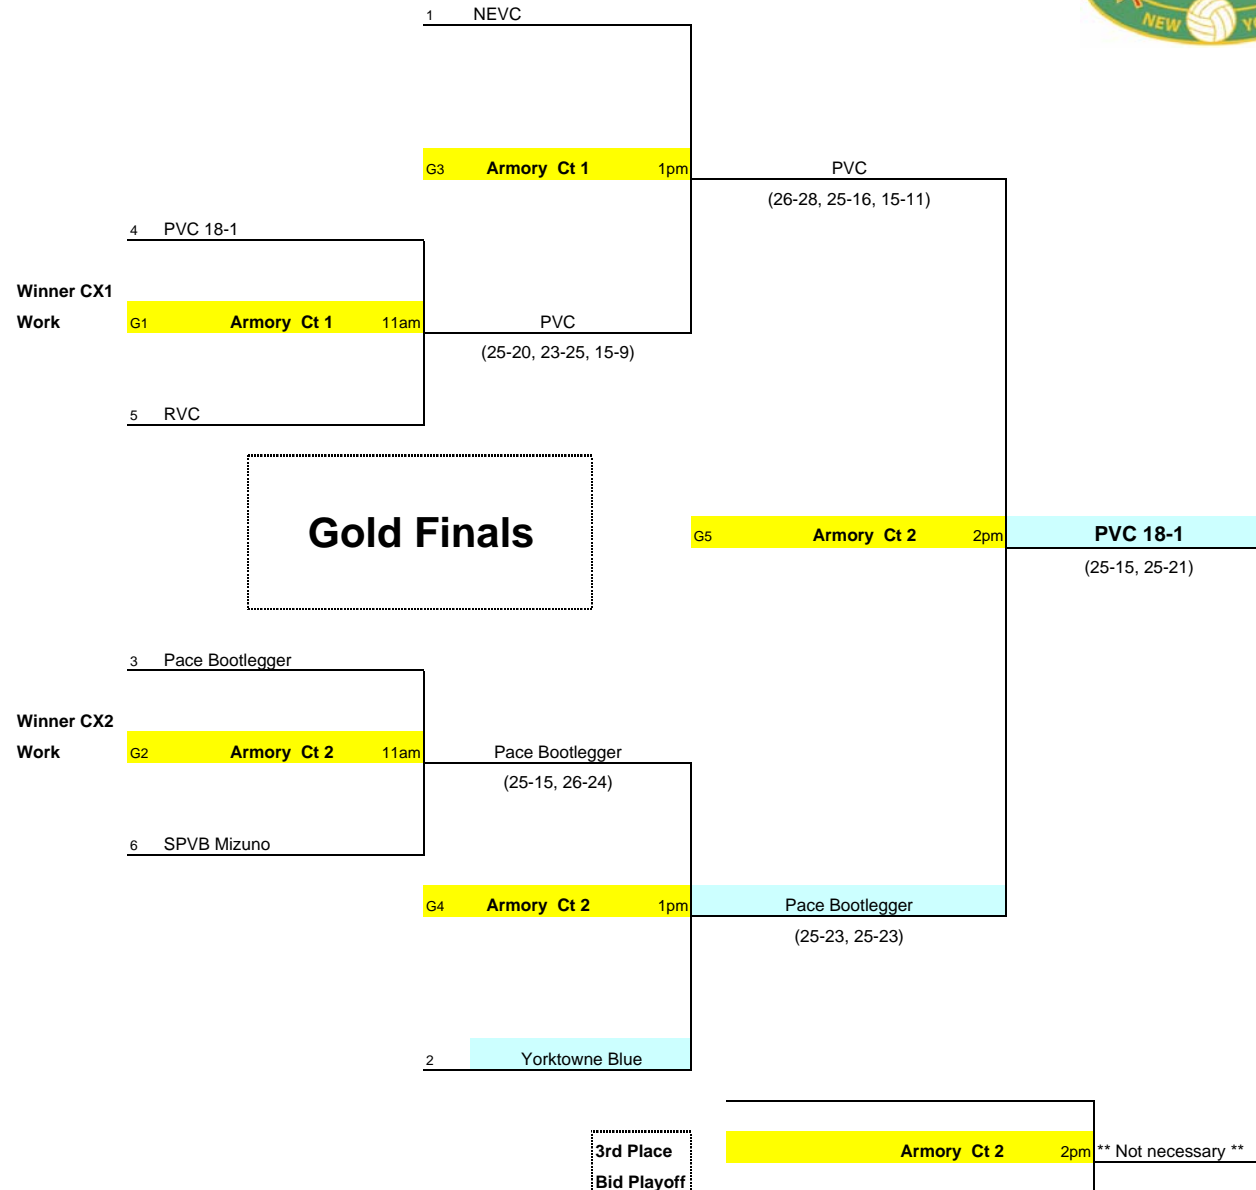 1 NEVC
NEW YO
G3 Armory Ct 1 1pm
PVC
(26-28, 25-16, 15-11)
4 PVC 18-1
Winner CX1
Work G1 Armory Ct 1 11am
PVC
(25-20, 23-25, 15-9)
5 RVC
Gold Finals
G5 Armory Ct 2 2pm
PVC 18-1
(25-15, 25-21)
3 Pace Bootlegger
Winner CX2
Work G2 Armory Ct 2 11am
Pace Bootlegger
(25-15, 26-24)
6 SPVB Mizuno
G4 Armory Ct 2 1pm
Pace Bootlegger
(25-23, 25-23)
2 Yorktowne Blue
3rd Place
Bid Playoff
Armory Ct 2 2pm ** Not necessary **